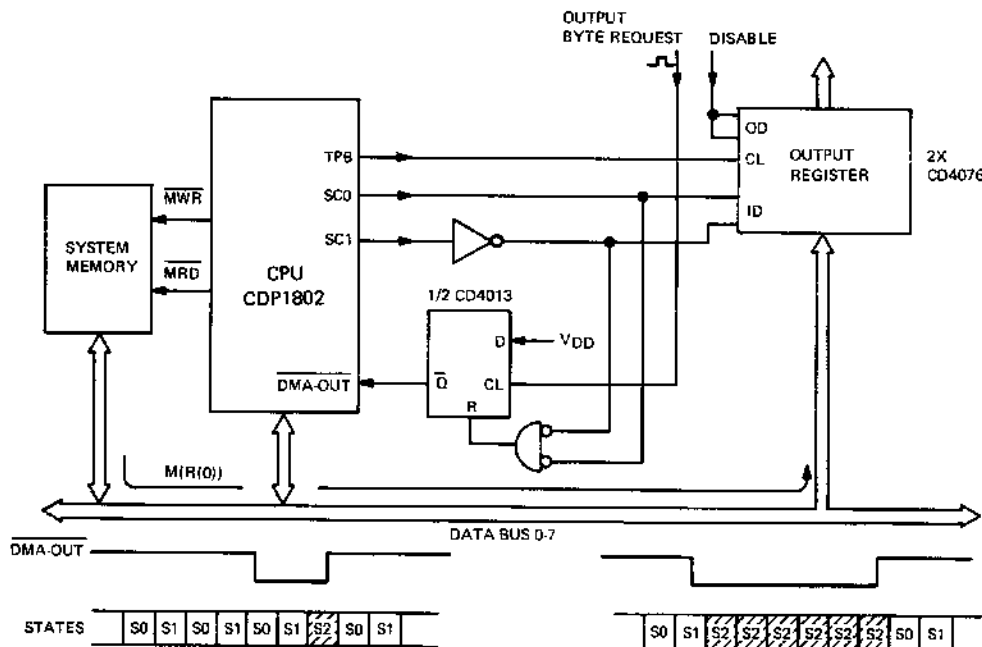 OUTPUT
BYTE REQUEST
DISABLE
OD
TPB
CL
OUTPUT
REGISTER
2X
CD4076
MWR
SC0
ID
SYSTEM
MEMORY
SC1
MRD
CPU
CDP1802
1/2 CD4013
D
VDD
DMA-OUT
Q
CL
R
M(R(0))
DATA BUS 0-7
DMA-OUT
STATES
S0 S1 S0 S1 S0 S1 S2 S0 S1
S0 S1 S2 S2 S2 S2 S2 S2 S0 S1